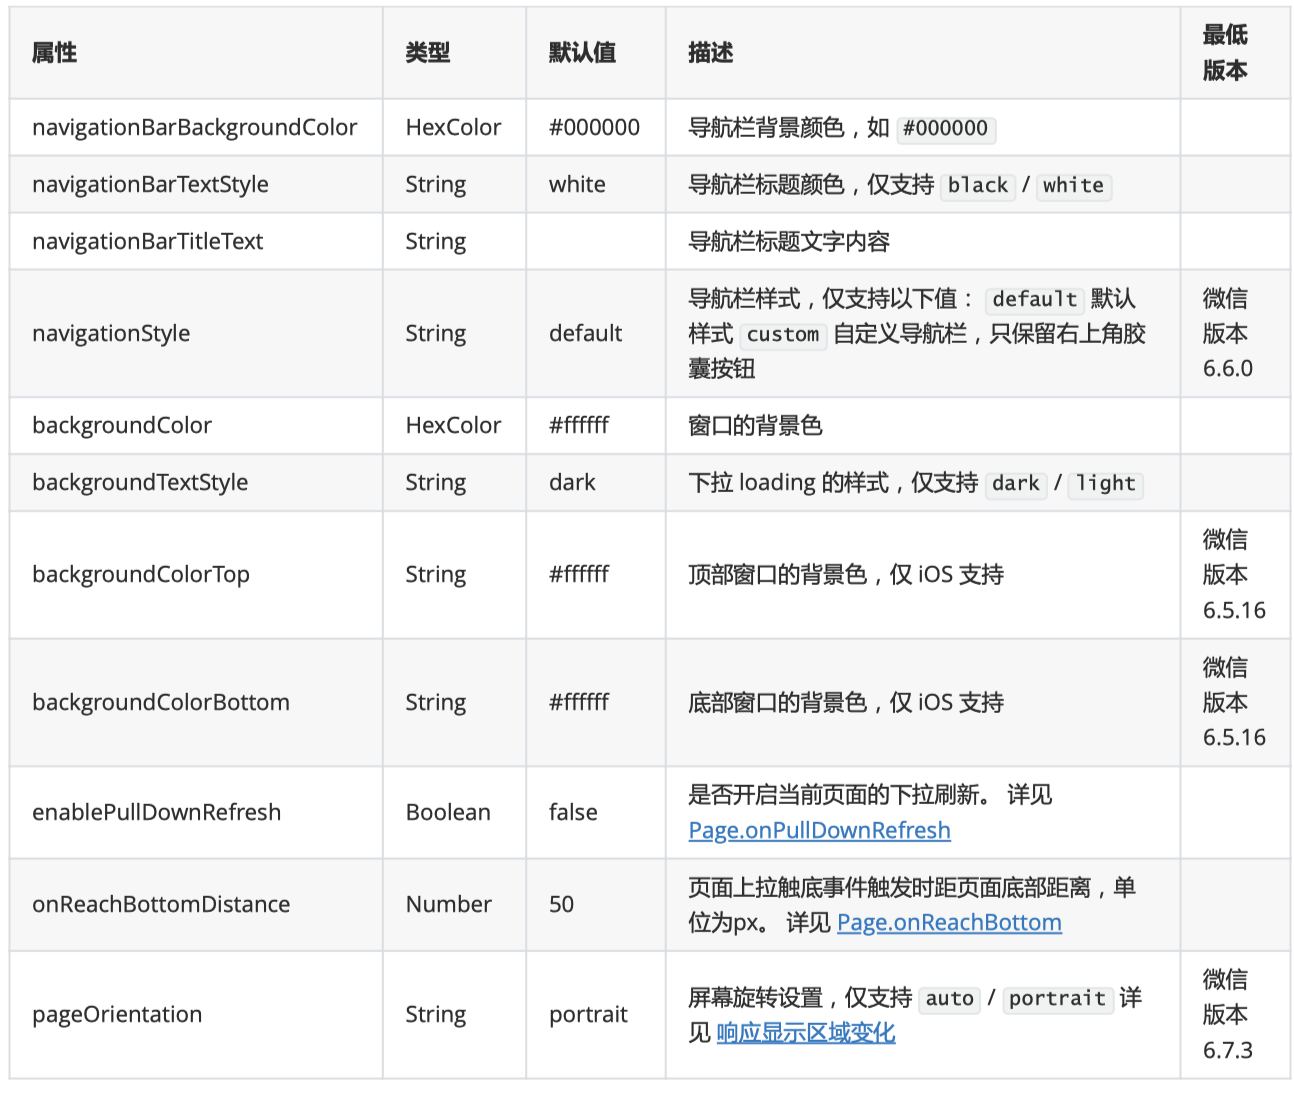 属性 类型 默认值 描述 最低
版本
navigationBarBackgroundColor HexColor #000000 导航栏背景颜色，如 #000000
navigationBarTextStyle String white 导航栏标题颜色，仅支持 black / white
navigationBarTitleText String 导航栏标题文字内容
navigationStyle String default 导航栏样式，仅支持以下值： default 默认
样式 custom 自定义导航栏，只保留右上角胶
囊按钮
微信
版本
6.6.0
backgroundColor HexColor #ffffff 窗口的背景色
backgroundTextStyle String dark 下拉 loading 的样式，仅支持 dark / light
backgroundColorTop String #ffffff 顶部窗口的背景色，仅 iOS 支持
微信
版本
6.5.16
backgroundColorBottom String #ffffff 底部窗口的背景色，仅 iOS 支持
微信
版本
6.5.16
enablePullDownRefresh Boolean false 是否开启当前页面的下拉刷新。 详见
Page.onPullDownRefresh
onReachBottomDistance Number 50 页面上拉触底事件触发时距页面底部距离，单
位为px。 详见 Page.onReachBottom
pageOrientation String portrait 屏幕旋转设置，仅支持 auto / portrait 详
见 响应显示区域变化
微信
版本
6.7.3